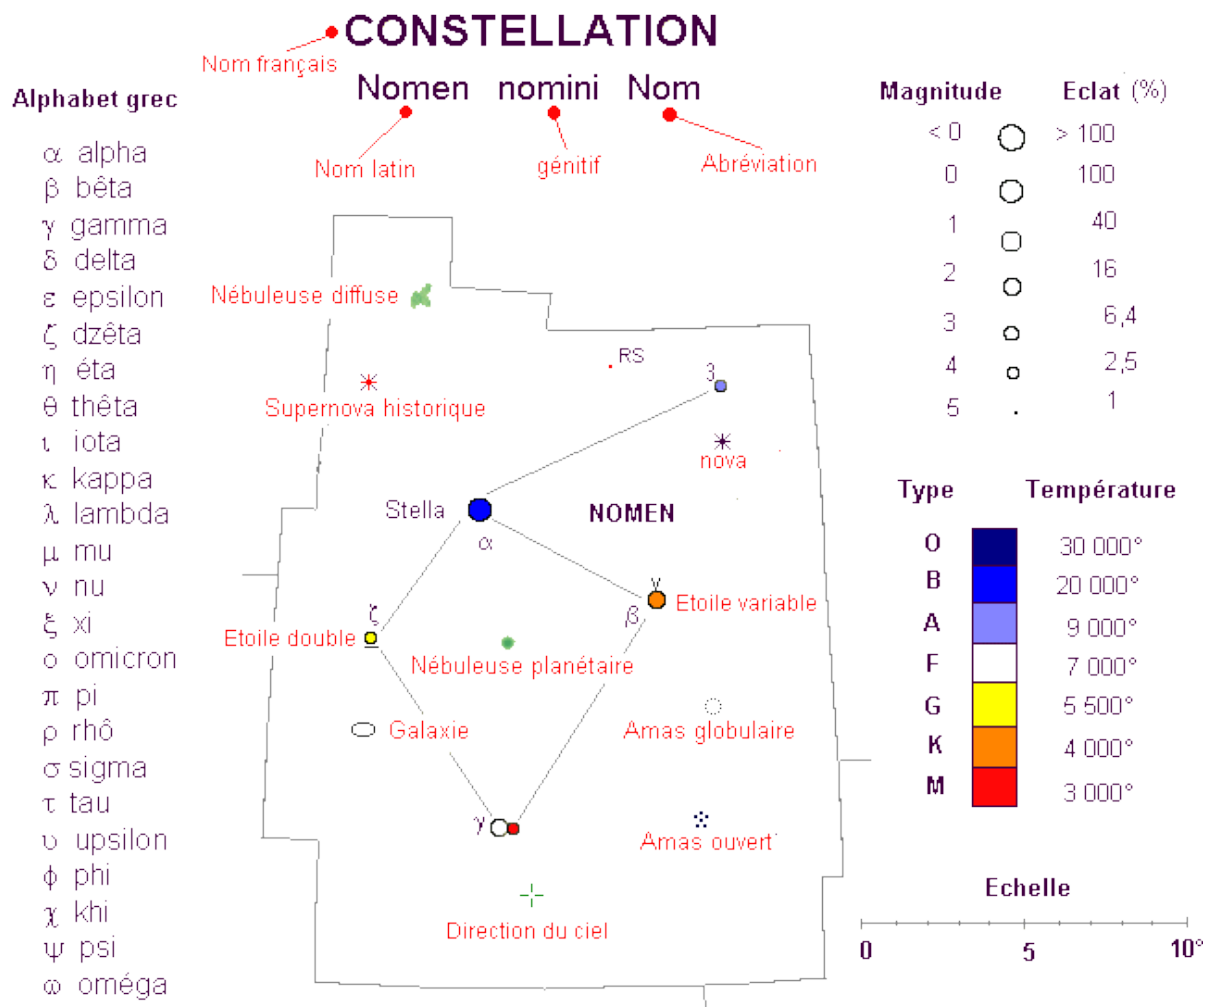 CONSTELLATION
Nom français
Nomen nomini Nom
Nom latin
génitif
Abréviation
Alphabet grec
α alpha
β bêta
γ gamma
δ delta
ε epsilon
ζ dzêta
η éta
θ thêta
ι iota
κ kappa
λ lambda
μ mu
ν nu
ξ xi
ο omicron
π pi
ρ rhô
σ sigma
τ tau
υ upsilon
ϕ phi
χ khi
ψ psi
ω oméga
Nébuleuse diffuse
RS
3
Supernova historique
nova
Stella
α
NOMEN
ζ
Etoile double
v
β
Etoile variable
Nébuleuse planétaire
Galaxie
Amas globulaire
γ
Amas ouvert
Direction du ciel
Magnitude Eclat (%)
< 0 > 100
0 100
1 40
2 16
3 6,4
4 2,5
5 1
Type Température
O 30 000°
B 20 000°
A 9 000°
F 7 000°
G 5 500°
K 4 000°
M 3 000°
Echelle
0 5 10°